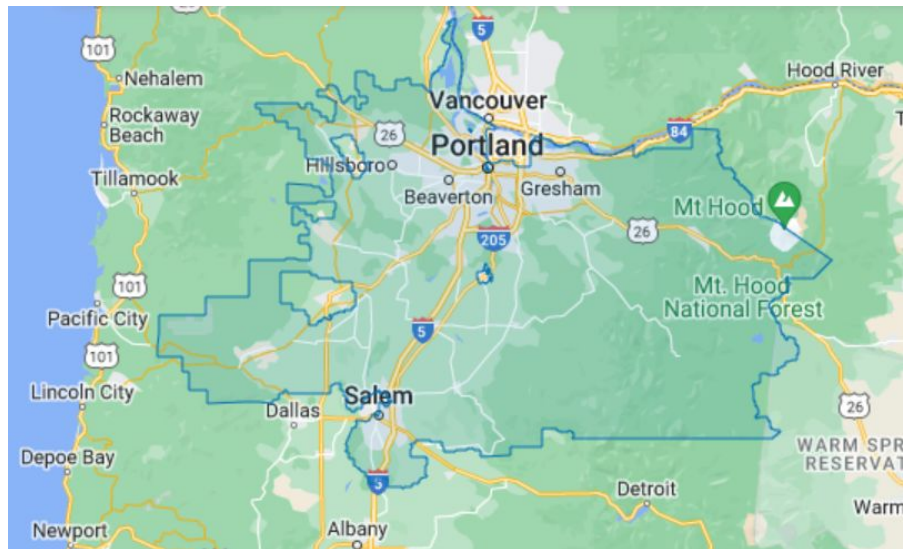 5
101
Nehalem
Hood River
Vancouver
Rockaway
Beach
84
26
Portland
T
Hillsboro
Gresham
Tillamook
Beaverton
Mt Hood
26
205
101
Mt. Hood
National Forest
Pacific City
5
101
Lincoln City
Salem
Dallas
26
WARM SPR
RESERVAT
Depoe Bay
5
Detroit
Warm
Newport
Albany